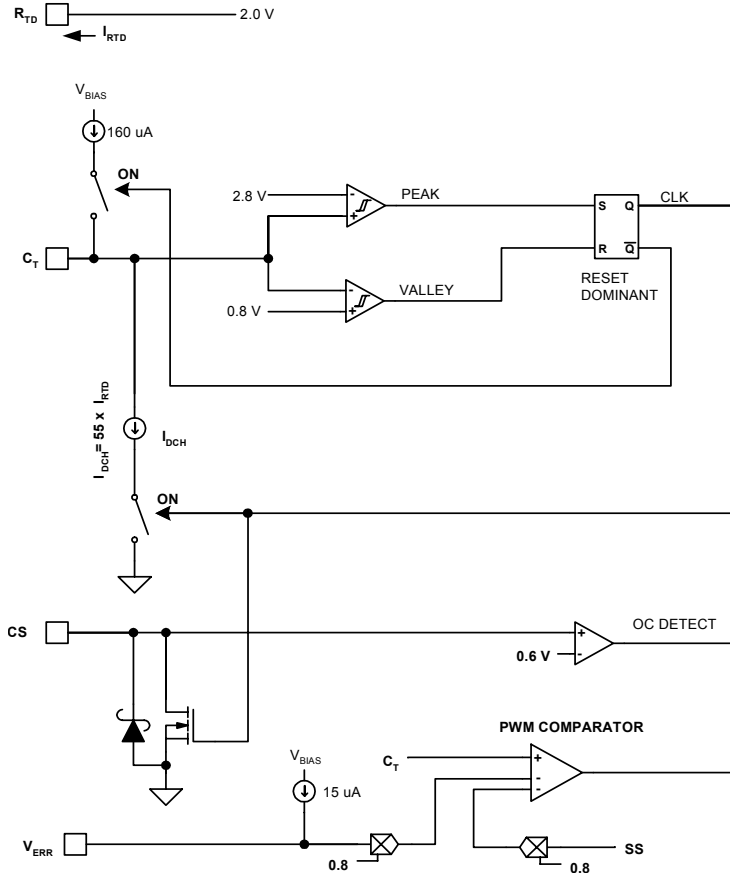 RTD
2.0 V
IRTD
VBIAS
160 uA
ON
2.8 V
-
+
PEAK
S Q
CLK
CT
R Q
0.8 V
-
+
VALLEY
RESET
DOMINANT
IDCH= 55 x IRTD
IDCH
ON
CS
+
-
0.6 V
OC DETECT
PWM COMPARATOR
VBIAS
15 uA
CT
+
-
-
VERR
0.8
SS
0.8